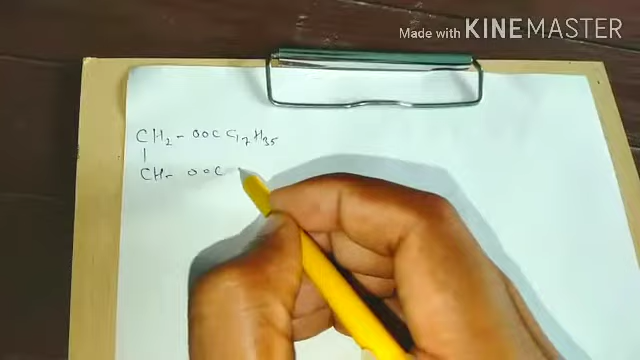 Made with KINEMASTER
CH₂ - OOC C₁₇H₃₅
|
CH - OOC